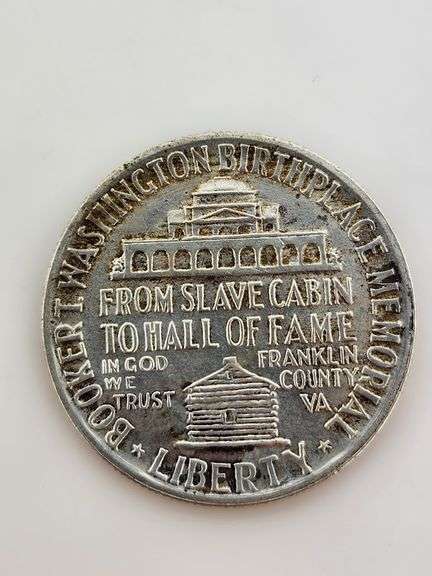 BOOKER T WASHINGTON BIRTHPLACE MEMORIAL
FROM SLAVE CABIN
TO HALL OF FAME
IN GOD
WE
TRUST
FRANKLIN
COUNTY
VA.
* LIBERTY *